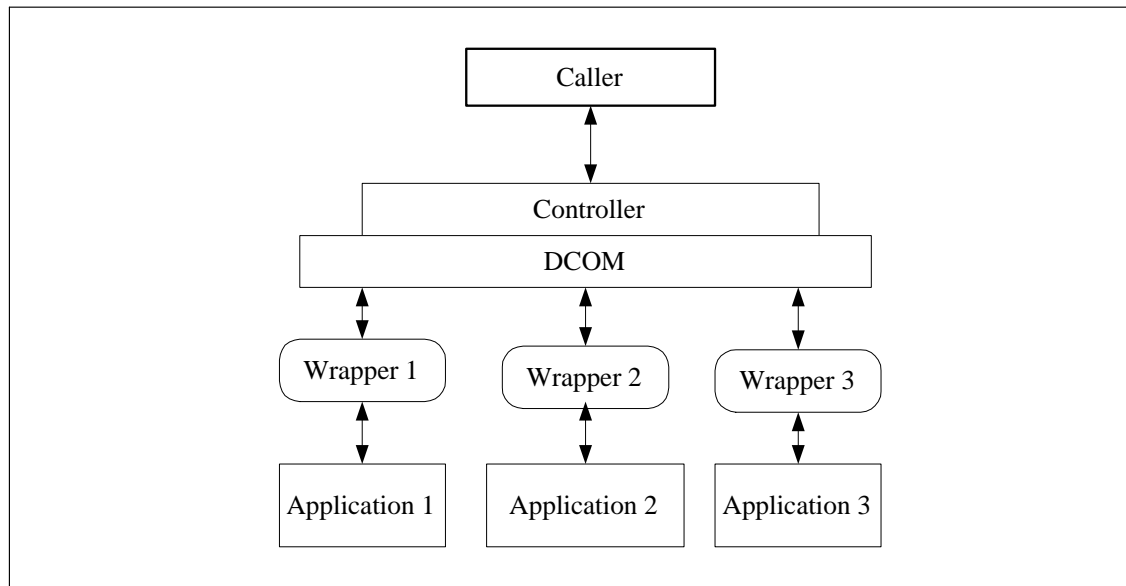 Caller
Controller
DCOM
Wrapper 1
Wrapper 2
Wrapper 3
Application 1
Application 2
Application 3